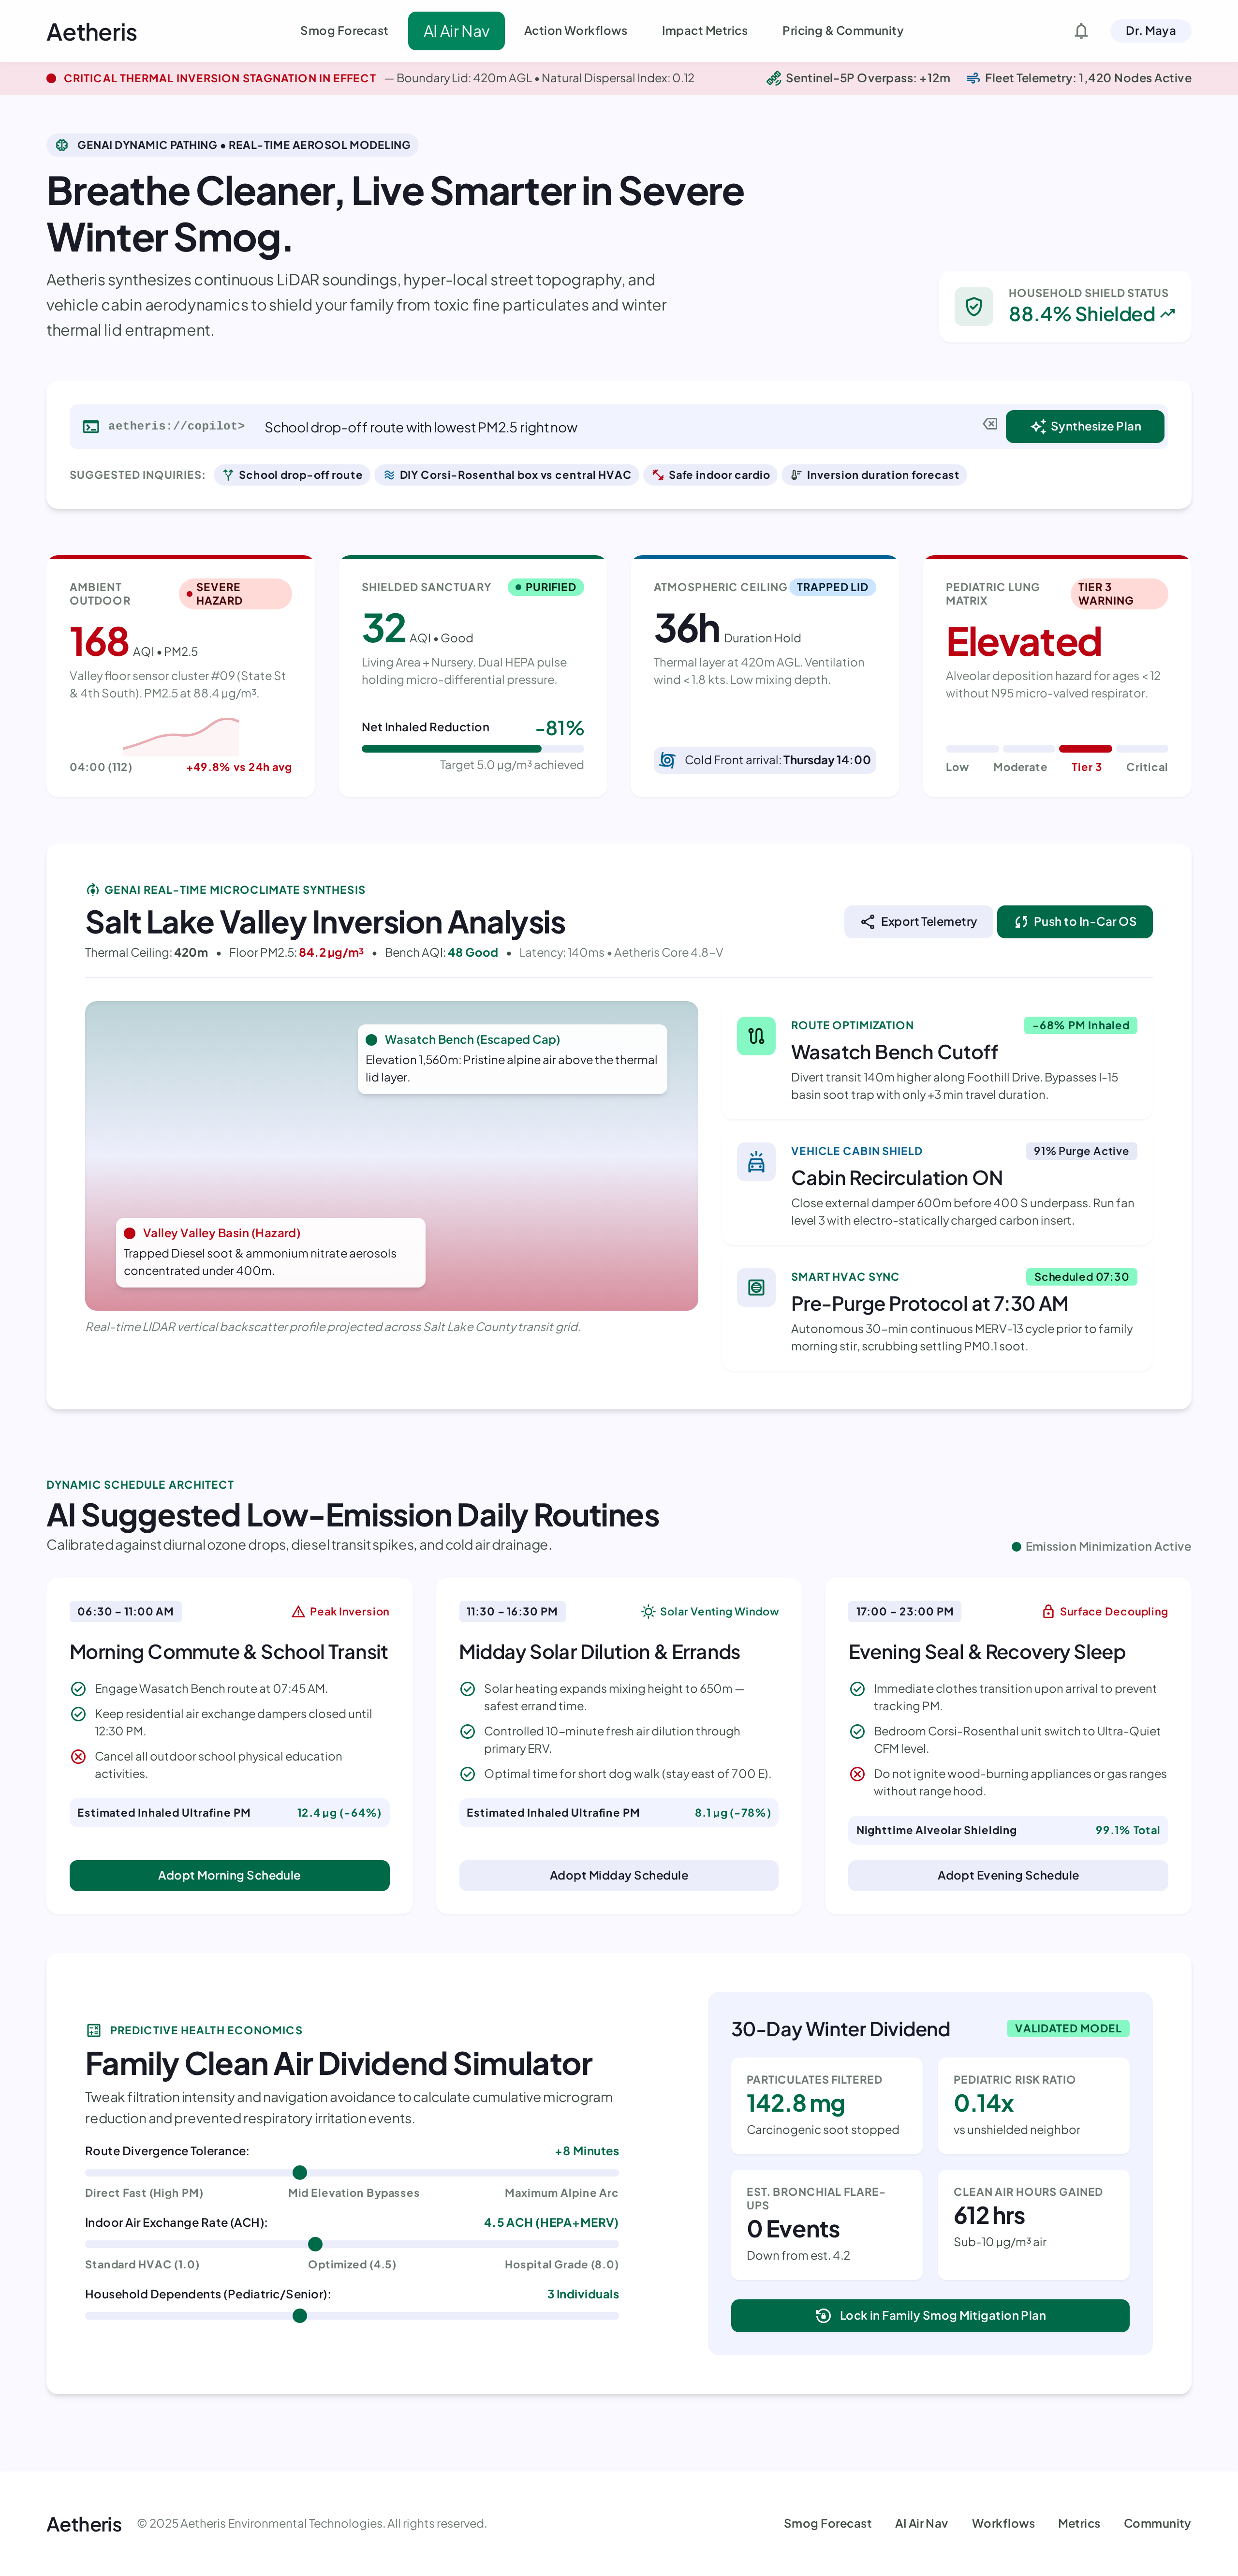 Aetheris
Smog Forecast
AI Air Nav
Action Workflows
Impact Metrics
Pricing & Community
Dr. Maya
CRITICAL THERMAL INVERSION STAGNATION IN EFFECT — Boundary Lid: 420m AGL • Natural Dispersal Index: 0.12
Sentinel-5P Overpass: +12m
Fleet Telemetry: 1,420 Nodes Active
GENAI DYNAMIC PATHING • REAL-TIME AEROSOL MODELING
Breathe Cleaner, Live Smarter in Severe
Winter Smog.
Aetheris synthesizes continuous LiDAR soundings, hyper-local street topography, and
vehicle cabin aerodynamics to shield your family from toxic fine particulates and winter
thermal lid entrapment.
HOUSEHOLD SHIELD STATUS
88.4% Shielded
aetheris://copilot>
School drop-off route with lowest PM2.5 right now
Synthesize Plan
SUGGESTED INQUIRIES:
School drop-off route
DIY Corsi-Rosenthal box vs central HVAC
Safe indoor cardio
Inversion duration forecast
AMBIENT
OUTDOOR
SEVERE
HAZARD
168 AQI • PM2.5
Valley floor sensor cluster #09 (State St
& 4th South). PM2.5 at 88.4 µg/m³.
04:00 (112)
+49.8% vs 24h avg
SHIELDED SANCTUARY
PURIFIED
32 AQI • Good
Living Area + Nursery. Dual HEPA pulse
holding micro-differential pressure.
Net Inhaled Reduction
-81%
Target 5.0 µg/m³ achieved
ATMOSPHERIC CEILING
TRAPPED LID
36h Duration Hold
Thermal layer at 420m AGL. Ventilation
wind < 1.8 kts. Low mixing depth.
Cold Front arrival: Thursday 14:00
PEDIATRIC LUNG
MATRIX
TIER 3
WARNING
Elevated
Alveolar deposition hazard for ages < 12
without N95 micro-valved respirator.
Low
Moderate
Tier 3
Critical
GENAI REAL-TIME MICROCLIMATE SYNTHESIS
Salt Lake Valley Inversion Analysis
Thermal Ceiling: 420m • Floor PM2.5: 84.2 µg/m³ • Bench AQI: 48 Good • Latency: 140ms • Aetheris Core 4.8-V
Export Telemetry
Push to In-Car OS
Wasatch Bench (Escaped Cap)
Elevation 1,560m: Pristine alpine air above the thermal
lid layer.
Valley Valley Basin (Hazard)
Trapped Diesel soot & ammonium nitrate aerosols
concentrated under 400m.
Real-time LIDAR vertical backscatter profile projected across Salt Lake County transit grid.
ROUTE OPTIMIZATION
-68% PM Inhaled
Wasatch Bench Cutoff
Divert transit 140m higher along Foothill Drive. Bypasses I-15
basin soot trap with only +3 min travel duration.
VEHICLE CABIN SHIELD
91% Purge Active
Cabin Recirculation ON
Close external damper 600m before 400 S underpass. Run fan
level 3 with electro-statically charged carbon insert.
SMART HVAC SYNC
Scheduled 07:30
Pre-Purge Protocol at 7:30 AM
Autonomous 30-min continuous MERV-13 cycle prior to family
morning stir, scrubbing settling PM0.1 soot.
DYNAMIC SCHEDULE ARCHITECT
AI Suggested Low-Emission Daily Routines
Calibrated against diurnal ozone drops, diesel transit spikes, and cold air drainage.
Emission Minimization Active
06:30 – 11:00 AM
Peak Inversion
Morning Commute & School Transit
Engage Wasatch Bench route at 07:45 AM.
Keep residential air exchange dampers closed until
12:30 PM.
Cancel all outdoor school physical education
activities.
Estimated Inhaled Ultrafine PM
12.4 µg (-64%)
Adopt Morning Schedule
11:30 – 16:30 PM
Solar Venting Window
Midday Solar Dilution & Errands
Solar heating expands mixing height to 650m —
safest errand time.
Controlled 10-minute fresh air dilution through
primary ERV.
Optimal time for short dog walk (stay east of 700 E).
Estimated Inhaled Ultrafine PM
8.1 µg (-78%)
Adopt Midday Schedule
17:00 – 23:00 PM
Surface Decoupling
Evening Seal & Recovery Sleep
Immediate clothes transition upon arrival to prevent
tracking PM.
Bedroom Corsi-Rosenthal unit switch to Ultra-Quiet
CFM level.
Do not ignite wood-burning appliances or gas ranges
without range hood.
Nighttime Alveolar Shielding
99.1% Total
Adopt Evening Schedule
PREDICTIVE HEALTH ECONOMICS
Family Clean Air Dividend Simulator
Tweak filtration intensity and navigation avoidance to calculate cumulative microgram
reduction and prevented respiratory irritation events.
Route Divergence Tolerance:
+8 Minutes
Direct Fast (High PM)
Mid Elevation Bypasses
Maximum Alpine Arc
Indoor Air Exchange Rate (ACH):
4.5 ACH (HEPA+MERV)
Standard HVAC (1.0)
Optimized (4.5)
Hospital Grade (8.0)
Household Dependents (Pediatric/Senior):
3 Individuals
30-Day Winter Dividend
VALIDATED MODEL
PARTICULATES FILTERED
142.8 mg
Carcinogenic soot stopped
PEDIATRIC RISK RATIO
0.14x
vs unshielded neighbor
EST. BRONCHIAL FLARE-
UPS
0 Events
Down from est. 4.2
CLEAN AIR HOURS GAINED
612 hrs
Sub-10 µg/m³ air
Lock in Family Smog Mitigation Plan
Aetheris
© 2025 Aetheris Environmental Technologies. All rights reserved.
Smog Forecast
AI Air Nav
Workflows
Metrics
Community